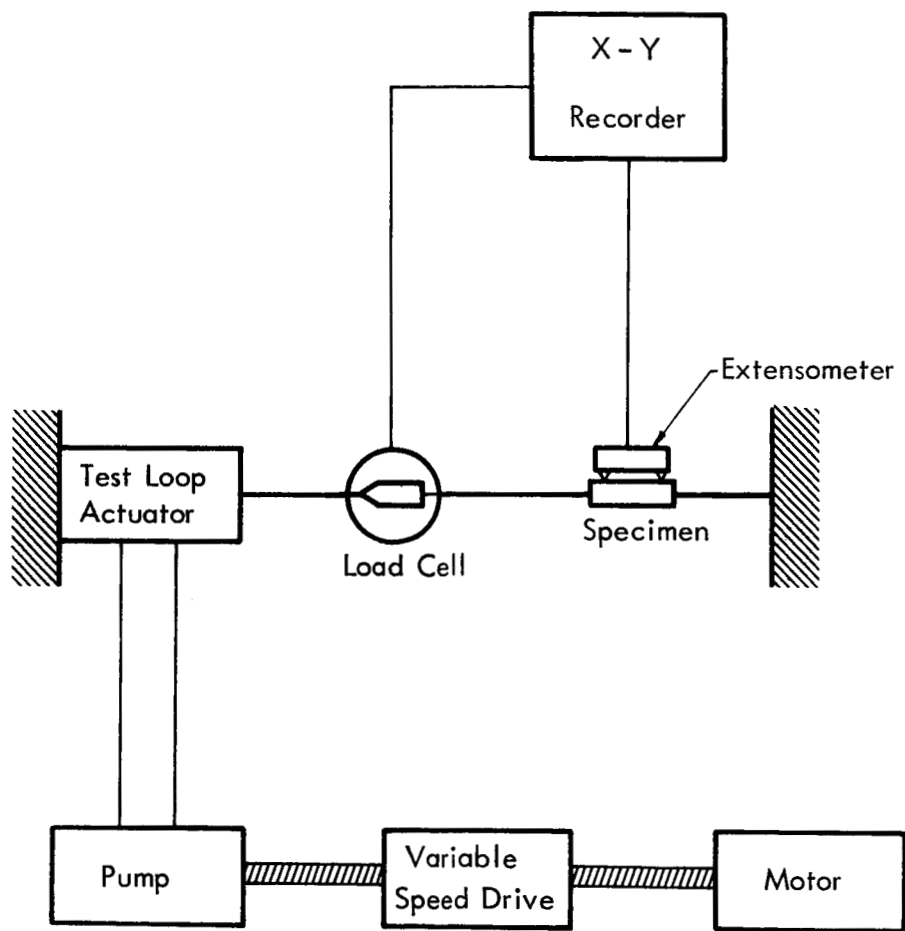 X - Y
Recorder
Extensometer
Test Loop
Actuator
Load Cell
Specimen
Pump
Variable
Speed Drive
Motor